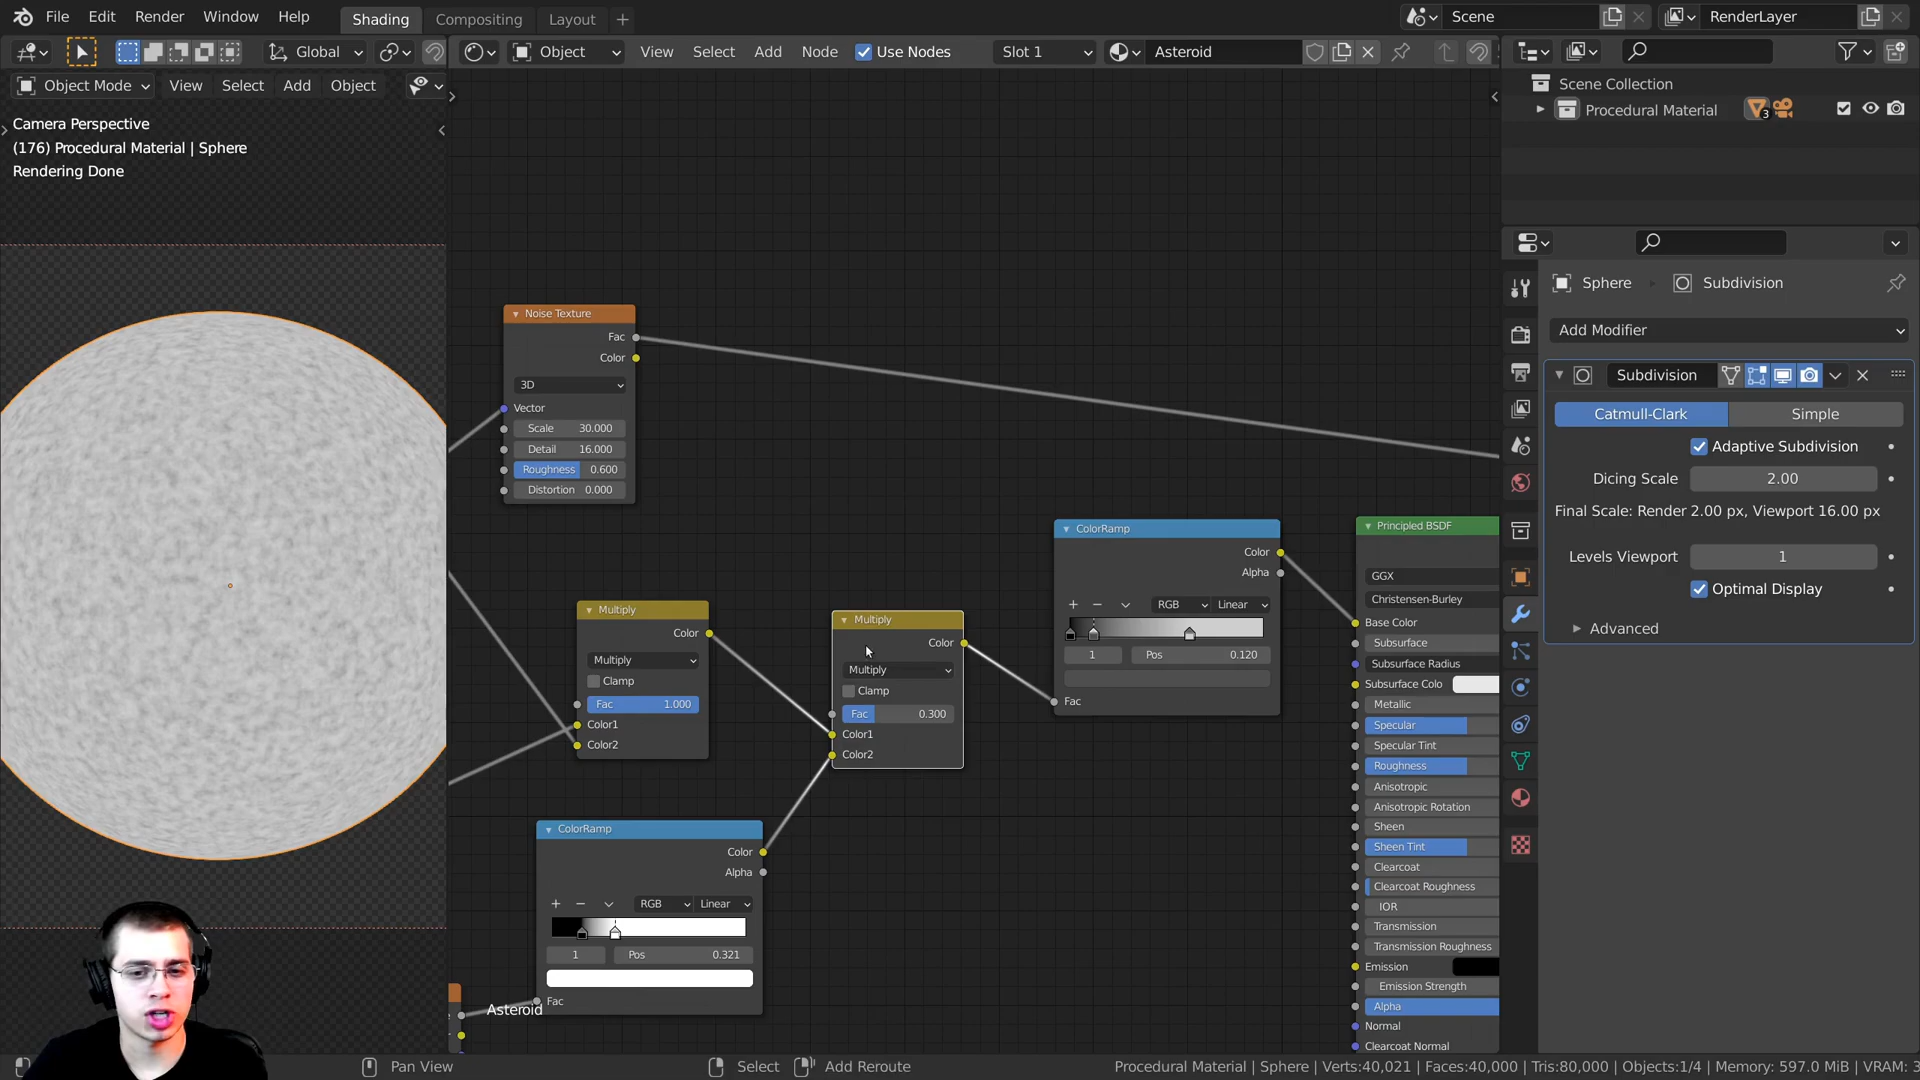 File Edit Render Window Help Shading Compositing Layout Scene RenderLayer
Global Object View Select Add Node Use Nodes Slot 1 Asteroid
Object Mode View Select Add Object
Camera Perspective
(176) Procedural Material | Sphere
Rendering Done
Scene Collection
Procedural Material 3
Sphere Subdivision
Add Modifier
Subdivision
Catmull-Clark Simple
Adaptive Subdivision
Dicing Scale 2.00
Final Scale: Render 2.00 px, Viewport 16.00 px
Levels Viewport 1
Optimal Display
Advanced
Noise Texture
Fac
Color
3D
Vector
Scale 30.000
Detail 16.000
Roughness 0.600
Distortion 0.000
Multiply
Color
Multiply
Clamp
Fac 1.000
Color1
Color2
Multiply
Color
Multiply
Clamp
Fac 0.300
Color1
Color2
ColorRamp
Color
Alpha
RGB Linear
1 Pos 0.120
Fac
ColorRamp
Color
Alpha
RGB Linear
1 Pos 0.321
Fac
Asteroid
Principled BSDF
GGX
Christensen-Burley
Base Color
Subsurface
Subsurface Radius
Subsurface Colo
Metallic
Specular
Specular Tint
Roughness
Anisotropic
Anisotropic Rotation
Sheen
Sheen Tint
Clearcoat
Clearcoat Roughness
IOR
Transmission
Transmission Roughness
Emission
Emission Strength
Alpha
Normal
Clearcoat Normal
Pan View Select Add Reroute Procedural Material | Sphere | Verts:40,021 | Faces:40,000 | Tris:80,000 | Objects:1/4 | Memory: 597.0 MiB | VRAM: 3